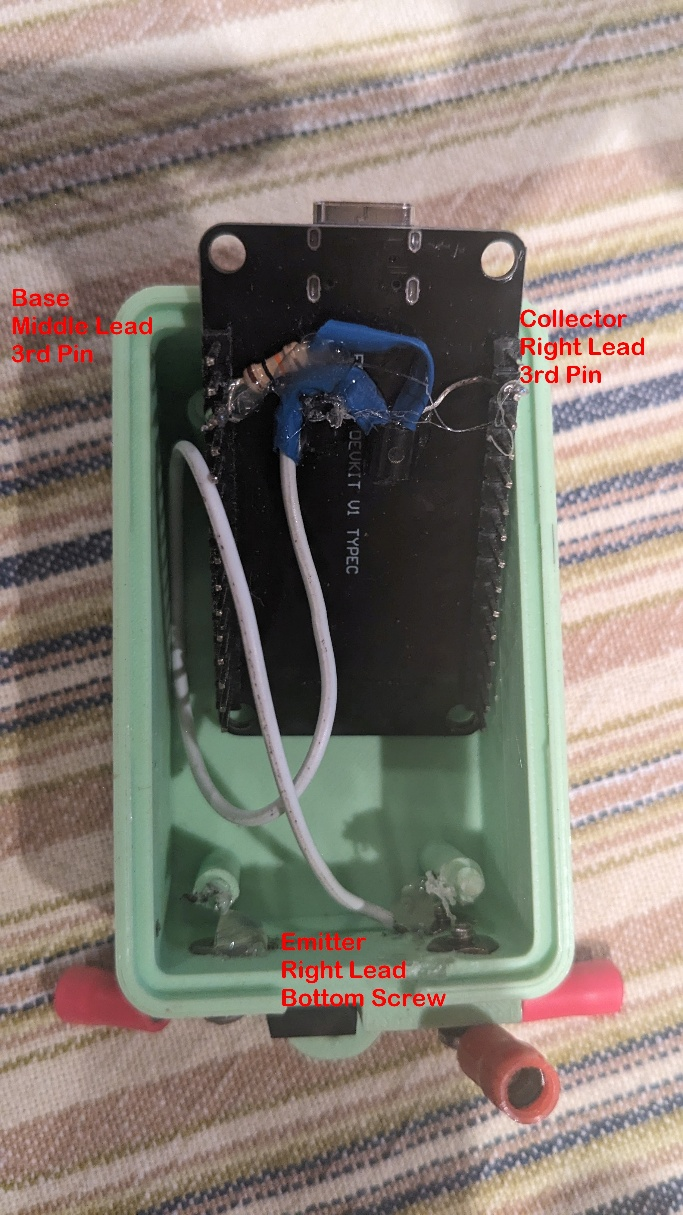 Base
Middle Lead
3rd Pin
Collector
Right Lead
3rd Pin
DEVKIT V1 TYPEC
Emitter
Right Lead
Bottom Screw